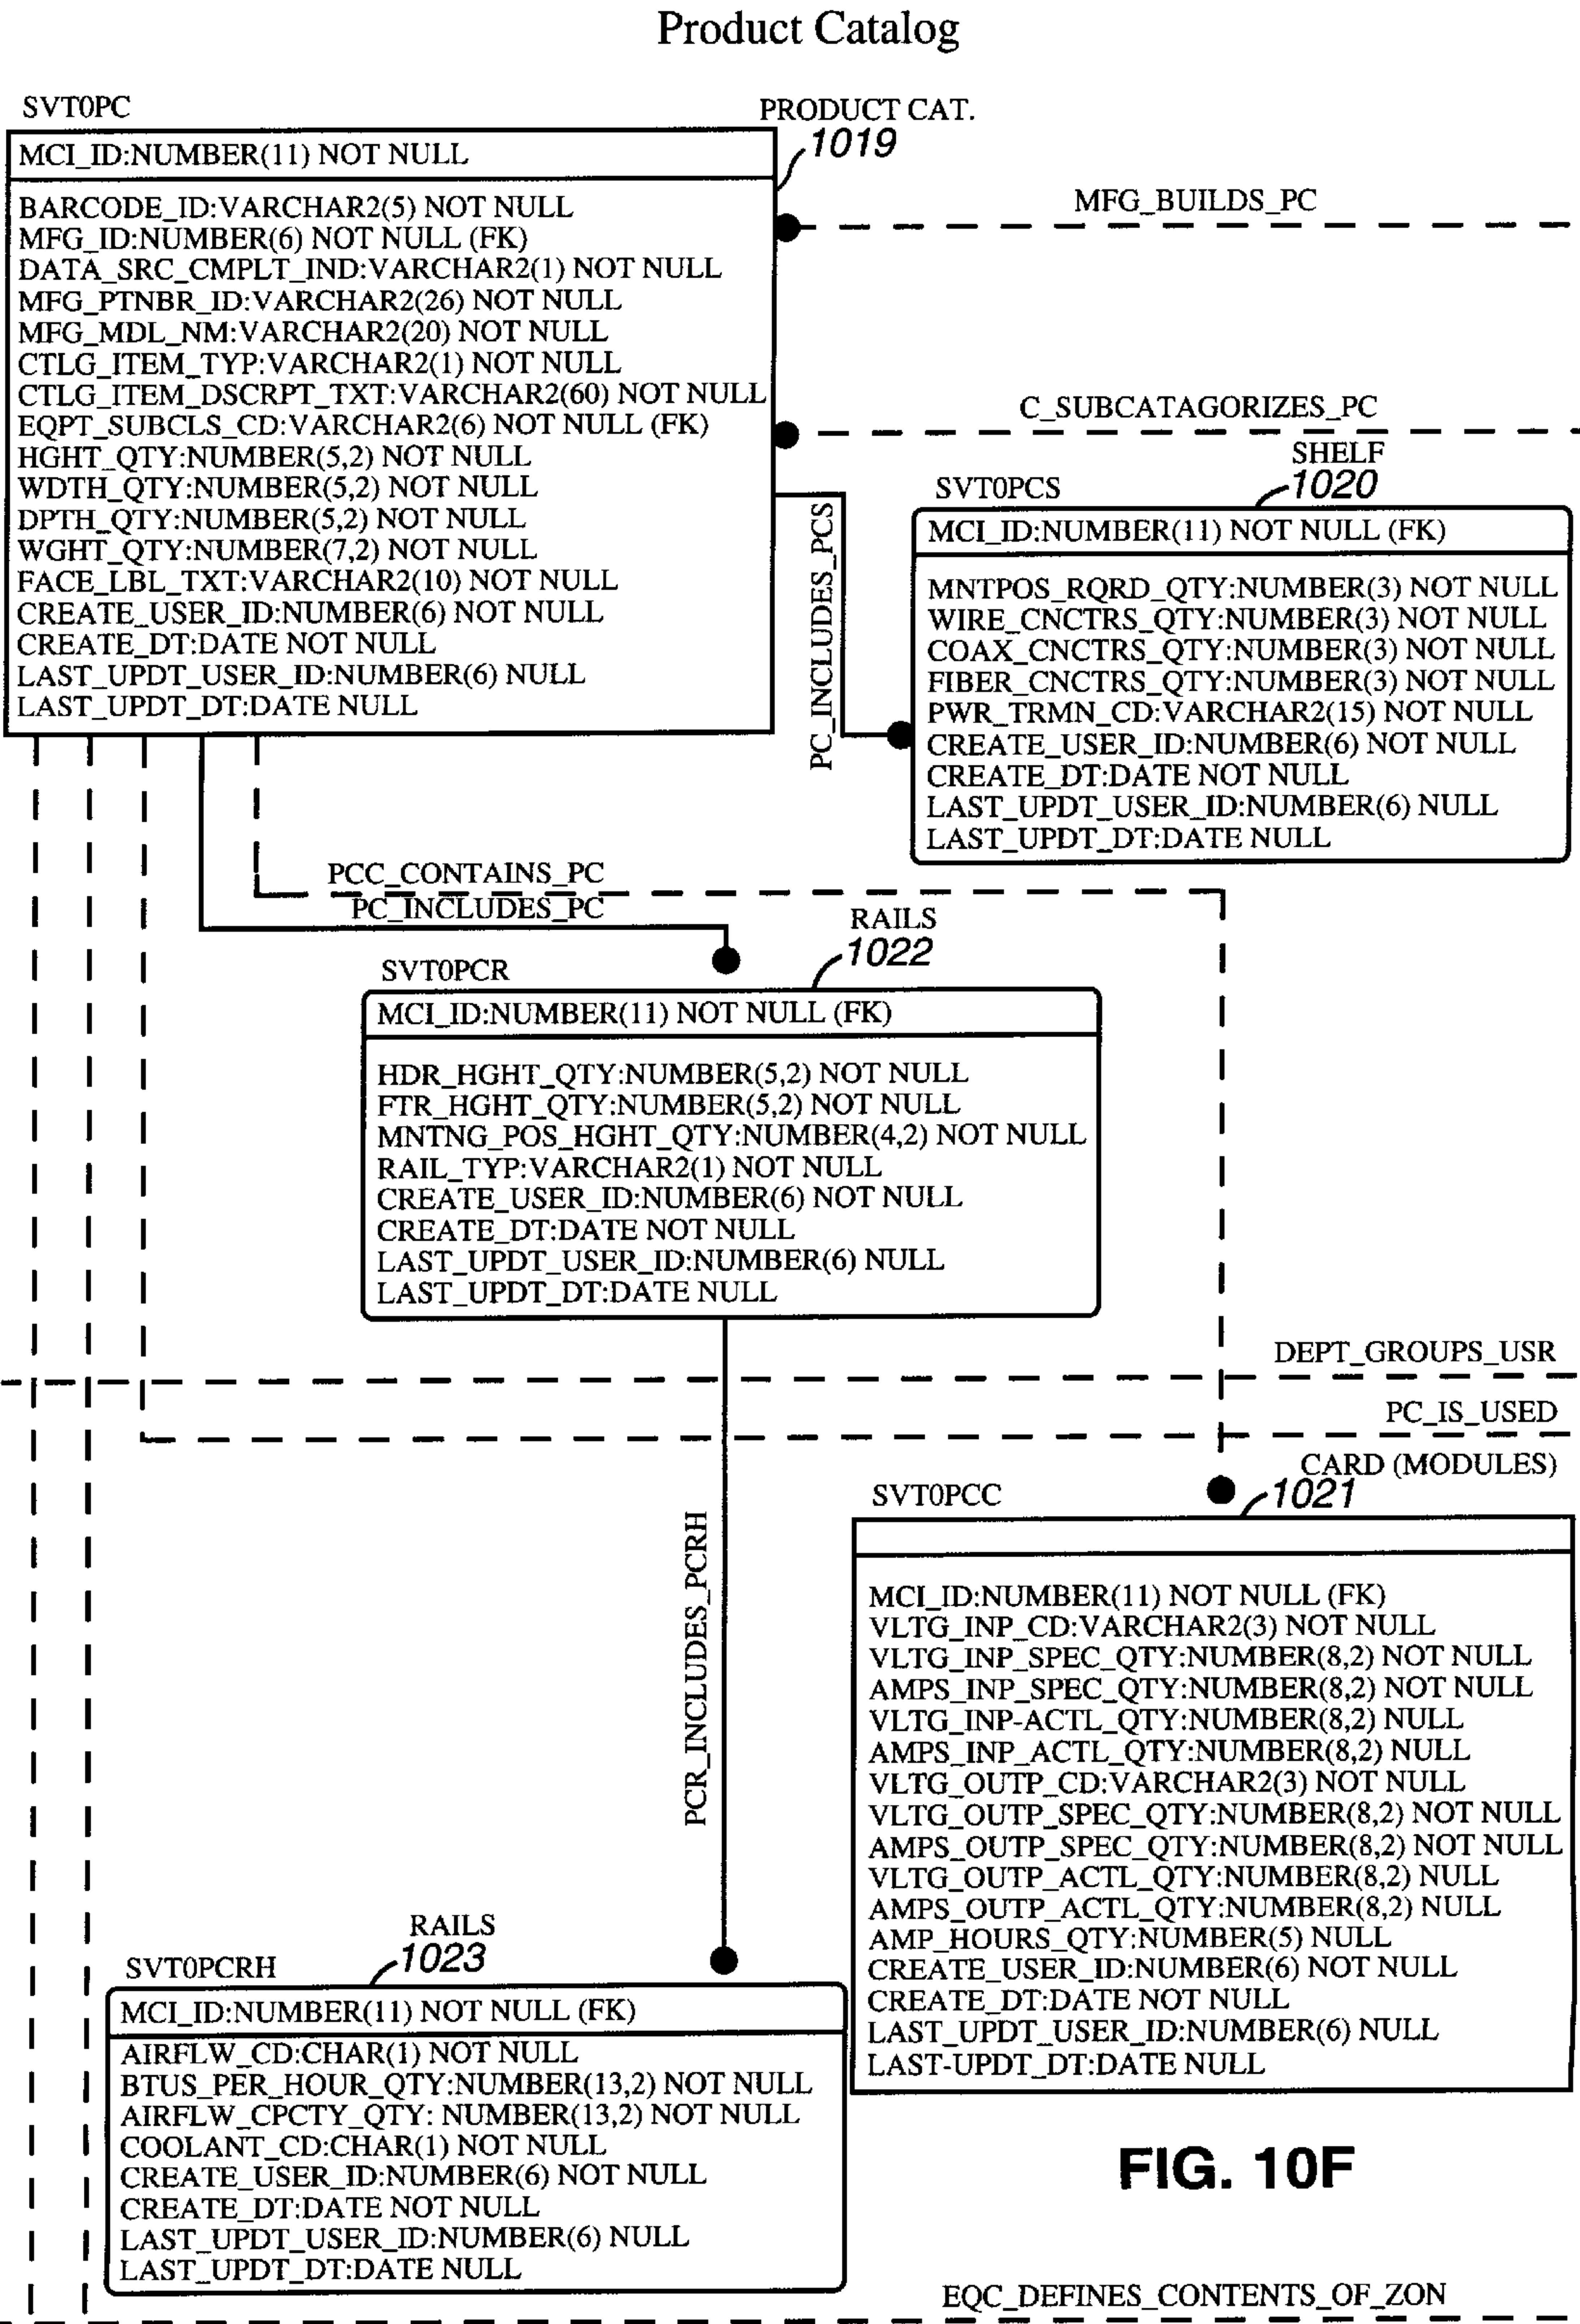 Product Catalog
SVT0PC
PRODUCT CAT.
1019
MCI_ID:NUMBER(11) NOT NULL
BARCODE_ID:VARCHAR2(5) NOT NULL
MFG_ID:NUMBER(6) NOT NULL (FK)
DATA_SRC_CMPLT_IND:VARCHAR2(1) NOT NULL
MFG_PTNBR_ID:VARCHAR2(26) NOT NULL
MFG_MDL_NM:VARCHAR2(20) NOT NULL
CTLG_ITEM_TYP:VARCHAR2(1) NOT NULL
CTLG_ITEM_DSCRPT_TXT:VARCHAR2(60) NOT NULL
EQPT_SUBCLS_CD:VARCHAR2(6) NOT NULL (FK)
HGHT_QTY:NUMBER(5,2) NOT NULL
WDTH_QTY:NUMBER(5,2) NOT NULL
DPTH_QTY:NUMBER(5,2) NOT NULL
WGHT_QTY:NUMBER(7,2) NOT NULL
FACE_LBL_TXT:VARCHAR2(10) NOT NULL
CREATE_USER_ID:NUMBER(6) NOT NULL
CREATE_DT:DATE NOT NULL
LAST_UPDT_USER_ID:NUMBER(6) NULL
LAST_UPDT_DT:DATE NULL
MFG_BUILDS_PC
C_SUBCATAGORIZES_PC
PC_INCLUDES_PCS
SHELF
1020
SVT0PCS
MCI_ID:NUMBER(11) NOT NULL (FK)
MNTPOS_RQRD_QTY:NUMBER(3) NOT NULL
WIRE_CNCTRS_QTY:NUMBER(3) NOT NULL
COAX_CNCTRS_QTY:NUMBER(3) NOT NULL
FIBER_CNCTRS_QTY:NUMBER(3) NOT NULL
PWR_TRMN_CD:VARCHAR2(15) NOT NULL
CREATE_USER_ID:NUMBER(6) NOT NULL
CREATE_DT:DATE NOT NULL
LAST_UPDT_USER_ID:NUMBER(6) NULL
LAST_UPDT_DT:DATE NULL
PCC_CONTAINS_PC
PC_INCLUDES_PC
RAILS
1022
SVT0PCR
MCI_ID:NUMBER(11) NOT NULL (FK)
HDR_HGHT_QTY:NUMBER(5,2) NOT NULL
FTR_HGHT_QTY:NUMBER(5,2) NOT NULL
MNTNG_POS_HGHT_QTY:NUMBER(4,2) NOT NULL
RAIL_TYP:VARCHAR2(1) NOT NULL
CREATE_USER_ID:NUMBER(6) NOT NULL
CREATE_DT:DATE NOT NULL
LAST_UPDT_USER_ID:NUMBER(6) NULL
LAST_UPDT_DT:DATE NULL
DEPT_GROUPS_USR
PC_IS_USED
PCR_INCLUDES_PCRH
CARD (MODULES)
1021
SVT0PCC
MCI_ID:NUMBER(11) NOT NULL (FK)
VLTG_INP_CD:VARCHAR2(3) NOT NULL
VLTG_INP_SPEC_QTY:NUMBER(8,2) NOT NULL
AMPS_INP_SPEC_QTY:NUMBER(8,2) NOT NULL
VLTG_INP-ACTL_QTY:NUMBER(8,2) NULL
AMPS_INP_ACTL_QTY:NUMBER(8,2) NULL
VLTG_OUTP_CD:VARCHAR2(3) NOT NULL
VLTG_OUTP_SPEC_QTY:NUMBER(8,2) NOT NULL
AMPS_OUTP_SPEC_QTY:NUMBER(8,2) NOT NULL
VLTG_OUTP_ACTL_QTY:NUMBER(8,2) NULL
AMPS_OUTP_ACTL_QTY:NUMBER(8,2) NULL
AMP_HOURS_QTY:NUMBER(5) NULL
CREATE_USER_ID:NUMBER(6) NOT NULL
CREATE_DT:DATE NOT NULL
LAST_UPDT_USER_ID:NUMBER(6) NULL
LAST-UPDT_DT:DATE NULL
RAILS
1023
SVT0PCRH
MCI_ID:NUMBER(11) NOT NULL (FK)
AIRFLW_CD:CHAR(1) NOT NULL
BTUS_PER_HOUR_QTY:NUMBER(13,2) NOT NULL
AIRFLW_CPCTY_QTY: NUMBER(13,2) NOT NULL
COOLANT_CD:CHAR(1) NOT NULL
CREATE_USER_ID:NUMBER(6) NOT NULL
CREATE_DT:DATE NOT NULL
LAST_UPDT_USER_ID:NUMBER(6) NULL
LAST_UPDT_DT:DATE NULL
FIG. 10F
EQC_DEFINES_CONTENTS_OF_ZON